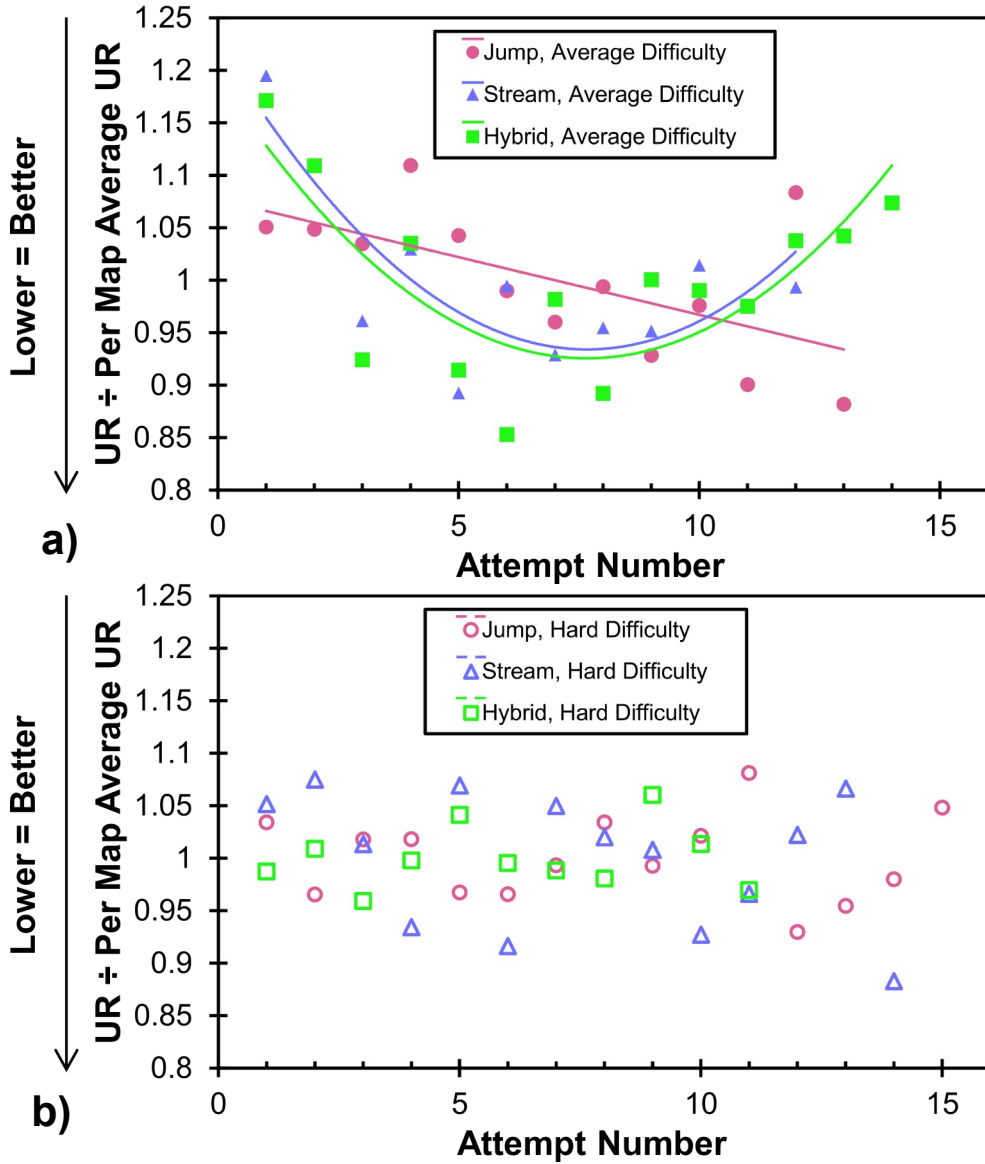 Lower = Better
UR ÷ Per Map Average UR
1.25
1.2
1.15
1.1
1.05
1
0.95
0.9
0.85
0.8
Jump, Average Difficulty
Stream, Average Difficulty
Hybrid, Average Difficulty
0
5
10
15
Attempt Number
a)
Lower = Better
UR ÷ Per Map Average UR
1.25
1.2
1.15
1.1
1.05
1
0.95
0.9
0.85
0.8
Jump, Hard Difficulty
Stream, Hard Difficulty
Hybrid, Hard Difficulty
0
5
10
15
Attempt Number
b)